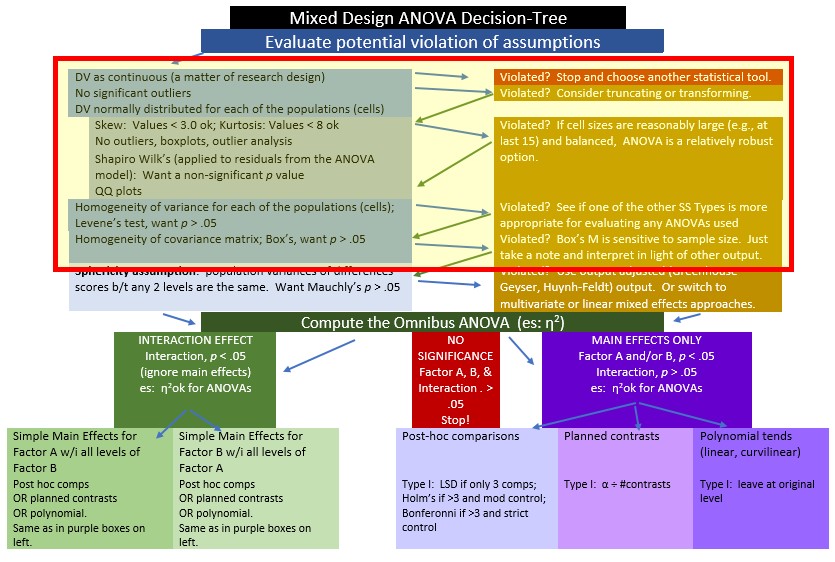 Mixed Design ANOVA Decision-Tree
Evaluate potential violation of assumptions
DV as continuous (a matter of research design)
No significant outliers
DV normally distributed for each of the populations (cells)
Skew:  Values < 3.0 ok; Kurtosis: Values < 8 ok
No outliers, boxplots, outlier analysis
Shapiro Wilk's (applied to residuals from the ANOVA
model):  Want a non-significant p value
QQ plots
Homogeneity of variance for each of the populations (cells);
Levene's test, want p > .05
Homogeneity of covariance matrix; Box's, want p > .05
Sphericity assumption:  population variances of differences
scores b/t any 2 levels are the same.  Want Mauchly's p > .05
Violated?  Stop and choose another statistical tool.
Violated?  Consider truncating or transforming.
Violated?  If cell sizes are reasonably large (e.g., at
last 15) and balanced,  ANOVA is a relatively robust
option.
Violated?  See if one of the other SS Types is more
appropriate for evaluating any ANOVAs used
Violated?  Box's M is sensitive to sample size.  Just
take a note and interpret in light of other output.
Violated?  Use output adjusted (Greenhouse
Geyser, Huynh-Feldt) output.  Or switch to
multivariate or linear mixed effects approaches.
Compute the Omnibus ANOVA  (es: η²)
INTERACTION EFFECT
Interaction, p < .05
(ignore main effects)
es:  η²ok for ANOVAs
NO
SIGNIFICANCE
Factor A, B, &
Interaction . >
.05
Stop!
MAIN EFFECTS ONLY
Factor A and/or B, p < .05
Interaction, p > .05
es:  η²ok for ANOVAs
Simple Main Effects for
Factor A w/i all levels of
Factor B
Post hoc comps
OR planned contrasts
OR polynomial.
Same as in purple boxes on
left.
Simple Main Effects for
Factor B w/i all levels of
Factor A
Post hoc comps
OR planned contrasts
OR polynomial.
Same as in purple boxes on
left.
Post-hoc comparisons
Type I:  LSD if only 3 comps;
Holm's if >3 and mod control;
Bonferonni if >3 and strict
control
Planned contrasts
Type I:  α ÷ #contrasts
Polynomial tends
(linear, curvilinear)
Type I:  leave at original
level